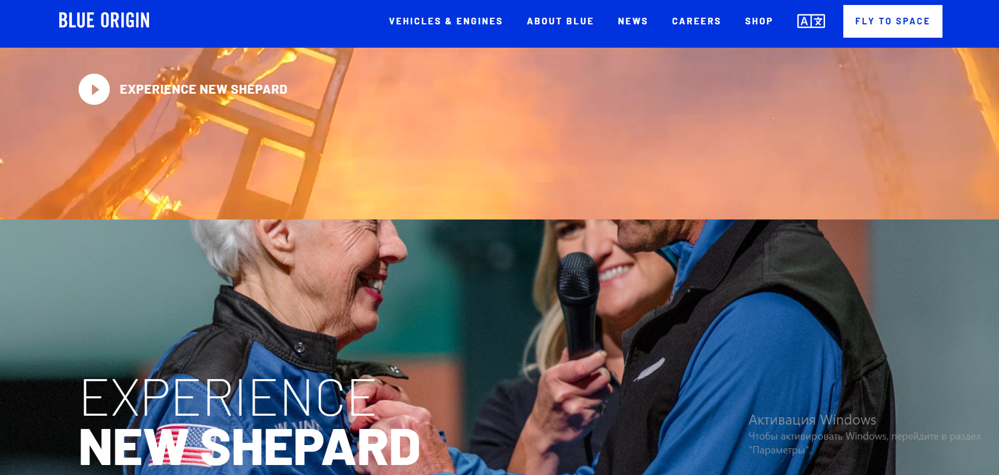 BLUE ORIGIN
VEHICLES & ENGINES
ABOUT BLUE
NEWS
CAREERS
SHOP
A 文
FLY TO SPACE
EXPERIENCE NEW SHEPARD
EXPERIENCE
NEW SHEPARD
Активация Windows
Чтобы активировать Windows, перейдите в раздел
"Параметры".